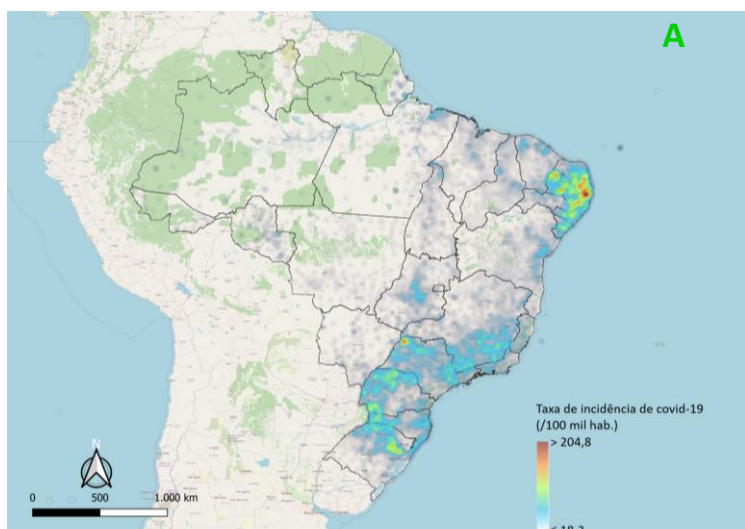 A
Taxa de incidência de covid-19
(/100 mil hab.)
> 204,8
N
0 500 1.000 km